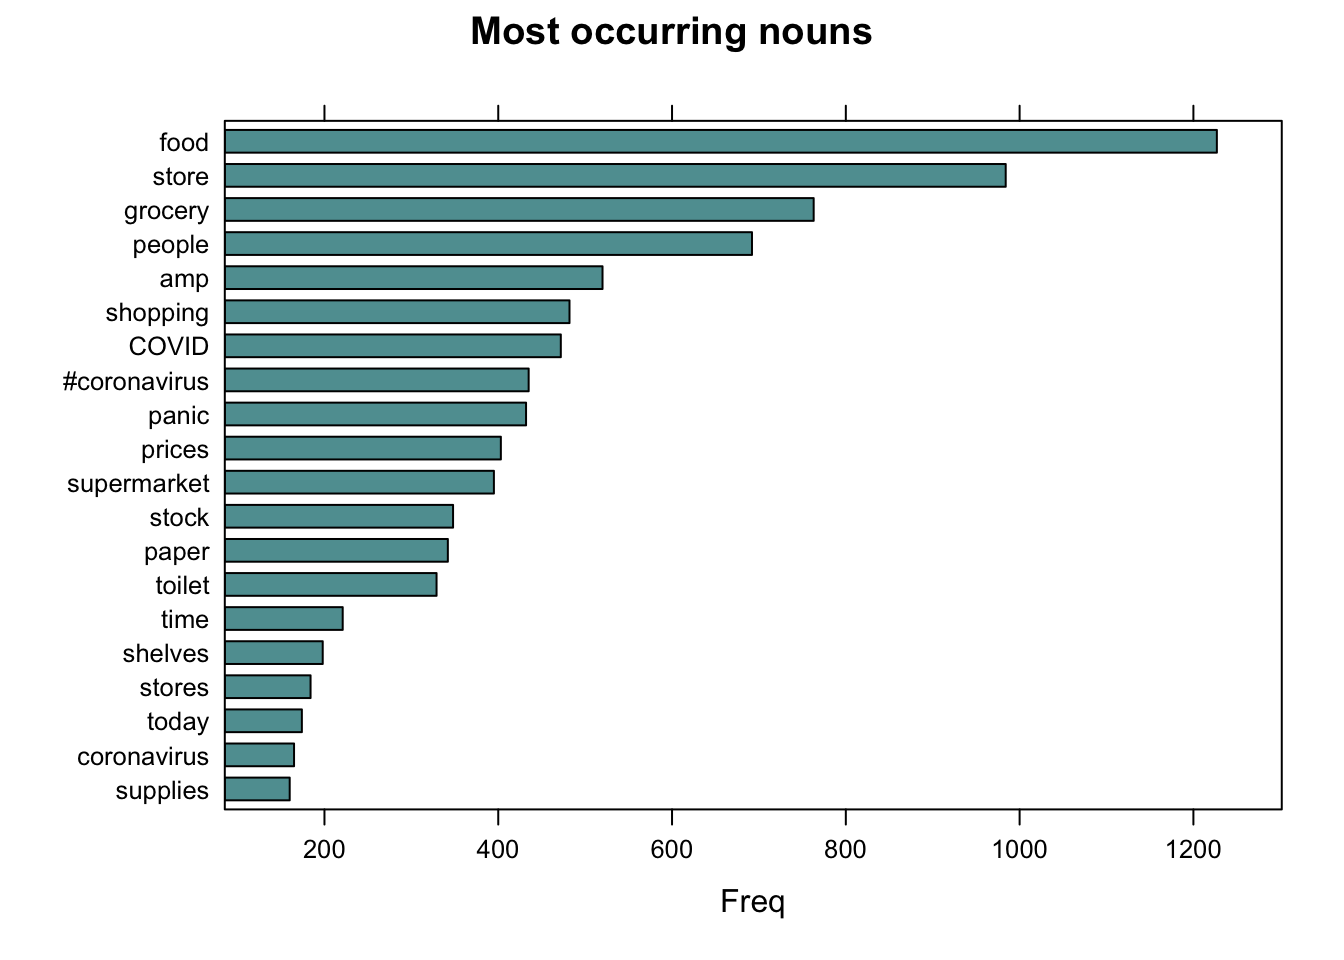 Most occurring nouns
food
store
grocery
people
amp
shopping
COVID
#coronavirus
panic
prices
supermarket
stock
paper
toilet
time
shelves
stores
today
coronavirus
supplies
200 400 600 800 1000 1200
Freq